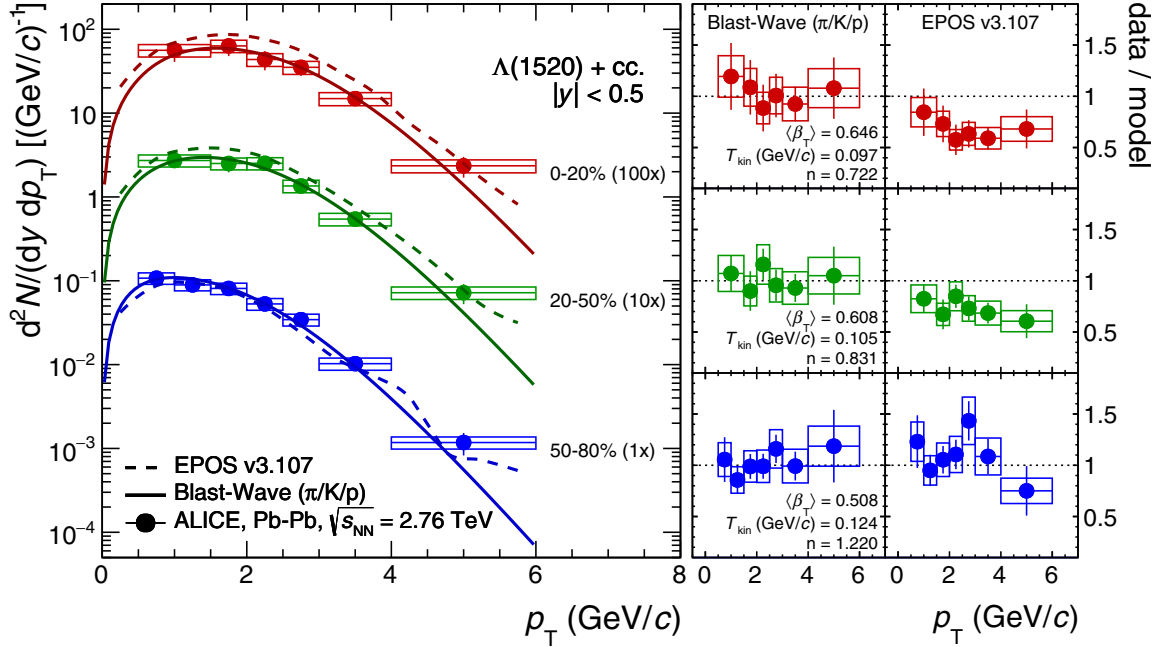 d²N/(dy dp_T) [(GeV/c)⁻¹]
10²
10
1
10⁻¹
10⁻²
10⁻³
10⁻⁴
Λ(1520) + cc.
|y| < 0.5
0-20% (100x)
20-50% (10x)
50-80% (1x)
EPOS v3.107
Blast-Wave (π/K/p)
ALICE, Pb-Pb, √s_NN = 2.76 TeV
0 2 4 6 8
p_T (GeV/c)
Blast-Wave (π/K/p)
EPOS v3.107
data / model
1.5
1
0.5
⟨β_T⟩ = 0.646
T_kin (GeV/c) = 0.097
n = 0.722
1.5
1
0.5
⟨β_T⟩ = 0.608
T_kin (GeV/c) = 0.105
n = 0.831
1.5
1
0.5
⟨β_T⟩ = 0.508
T_kin (GeV/c) = 0.124
n = 1.220
0 2 4 6
0 2 4 6
p_T (GeV/c)
p_T (GeV/c)